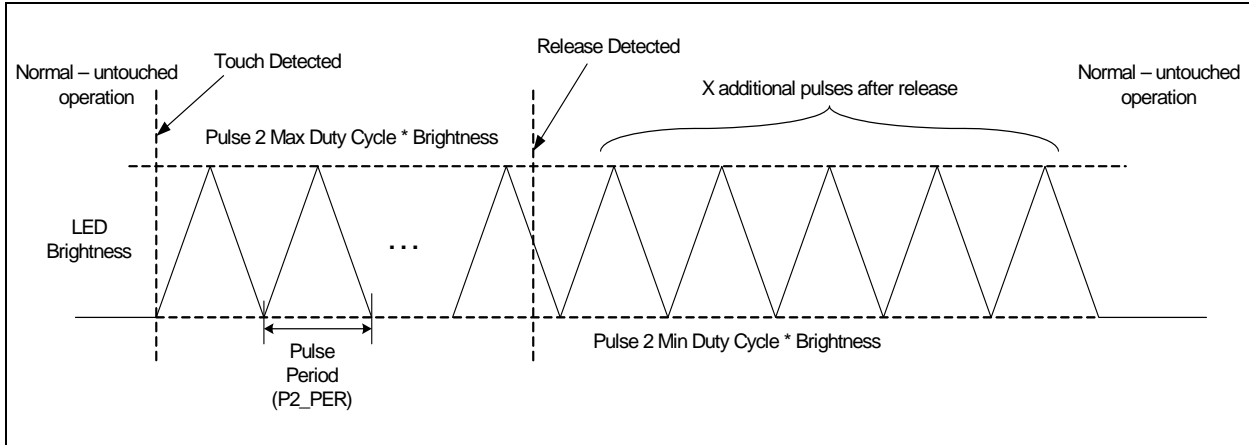 Normal – untouched
operation
Touch Detected
Release Detected
X additional pulses after release
Normal – untouched
operation
Pulse 2 Max Duty Cycle * Brightness
LED
Brightness
...
Pulse 2 Min Duty Cycle * Brightness
Pulse
Period
(P2_PER)